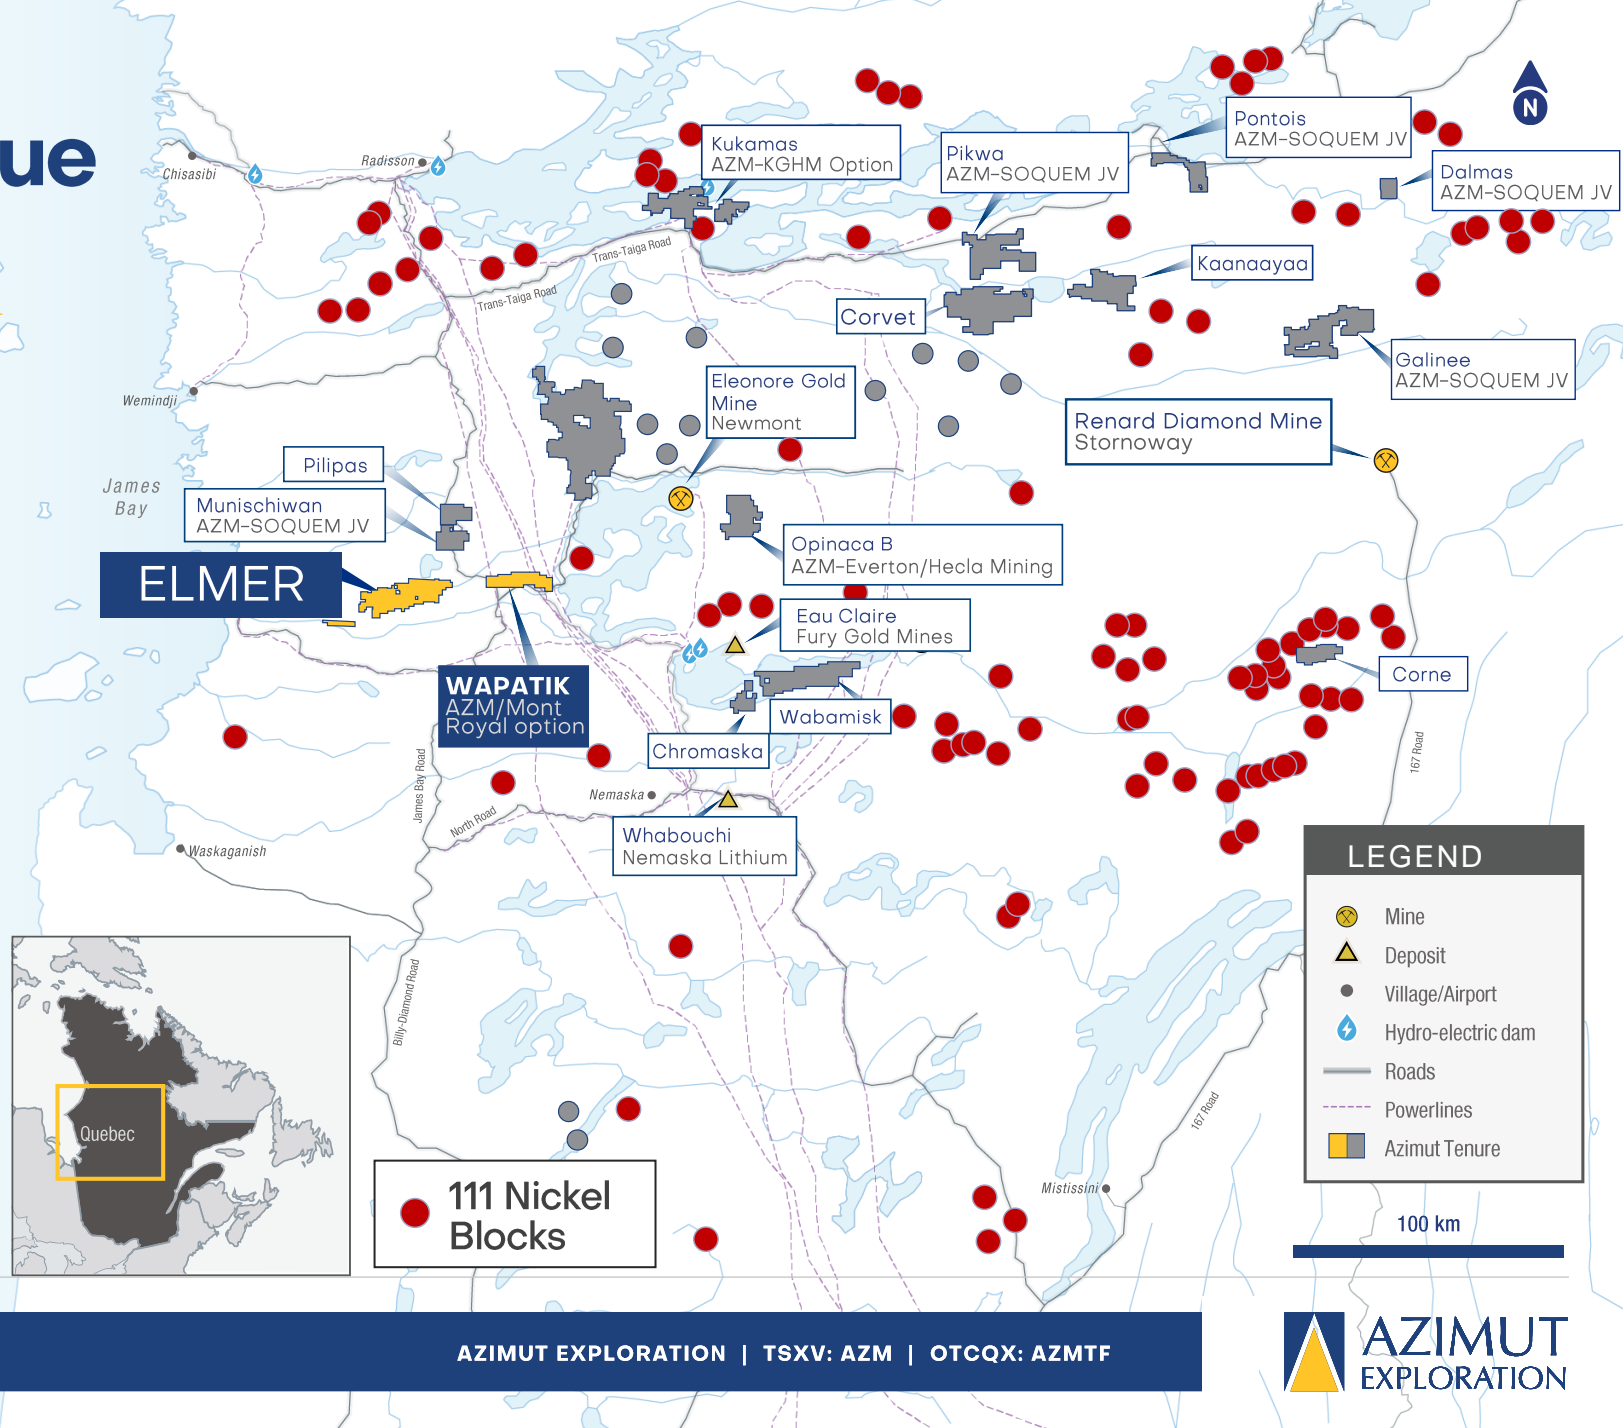 ue
Chisasibi
Radisson
Kukamas
AZM–KGHM Option
Pikwa
AZM–SOQUEM JV
Pontois
AZM–SOQUEM JV
N
Dalmas
AZM–SOQUEM JV
Trans-Taiga Road
Trans-Taiga Road
Kaanaayaa
Corvet
Galinee
AZM–SOQUEM JV
Wemindji
Eleonore Gold
Mine
Newmont
Renard Diamond Mine
Stornoway
James
Bay
Pilipas
Munischiwan
AZM–SOQUEM JV
Opinaca B
AZM–Everton/Hecla Mining
ELMER
Eau Claire
Fury Gold Mines
Corne
WAPATIK
AZM/Mont
Royal option
Wabamisk
Chromaska
James Bay Road
167 Road
Nemaska
North Road
Whabouchi
Nemaska Lithium
Waskaganish
Billy-Diamond Road
167 Road
Mistissini
Quebec
111 Nickel
Blocks
LEGEND
Mine
Deposit
Village/Airport
Hydro-electric dam
Roads
Powerlines
Azimut Tenure
100 km
AZIMUT EXPLORATION | TSXV: AZM | OTCQX: AZMTF
AZIMUT
EXPLORATION